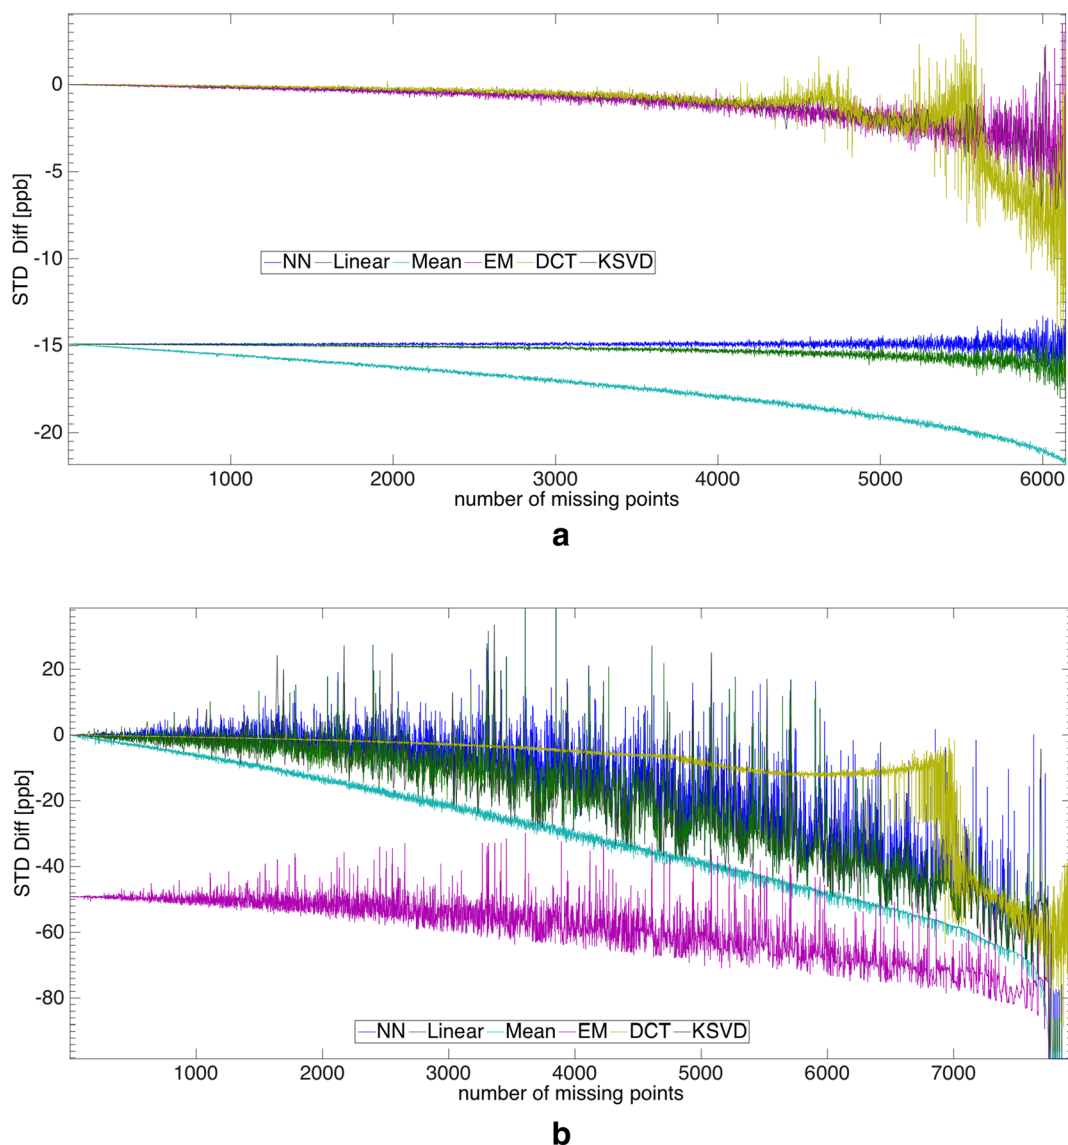 0
-5
-10
-15
-20
STD Diff [ppb]
NN Linear Mean EM DCT KSVD
1000 2000 3000 4000 5000 6000
number of missing points
a
20
0
-20
-40
-60
-80
STD Diff [ppb]
NN Linear Mean EM DCT KSVD
1000 2000 3000 4000 5000 6000 7000
number of missing points
b